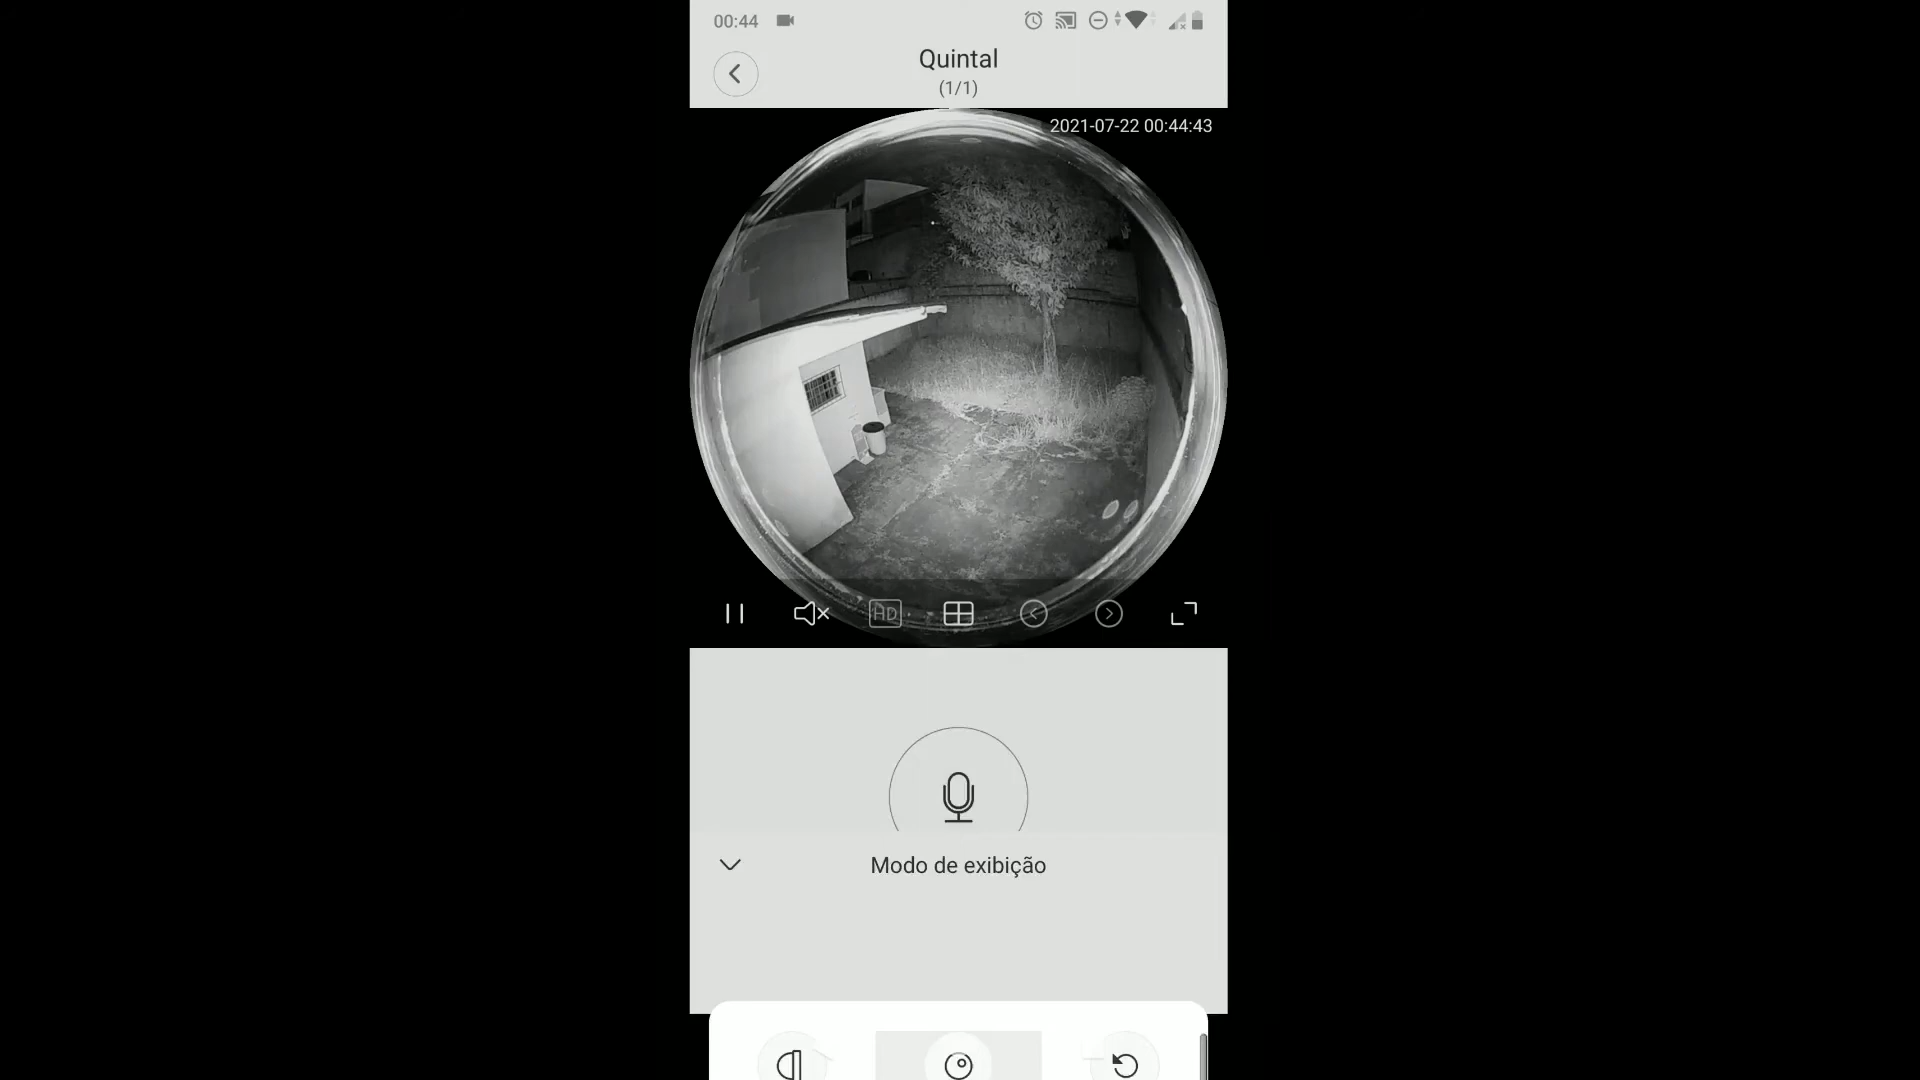 00:44
Quintal
(1/1)
2021-07-22 00:44:43
HD
Modo de exibição